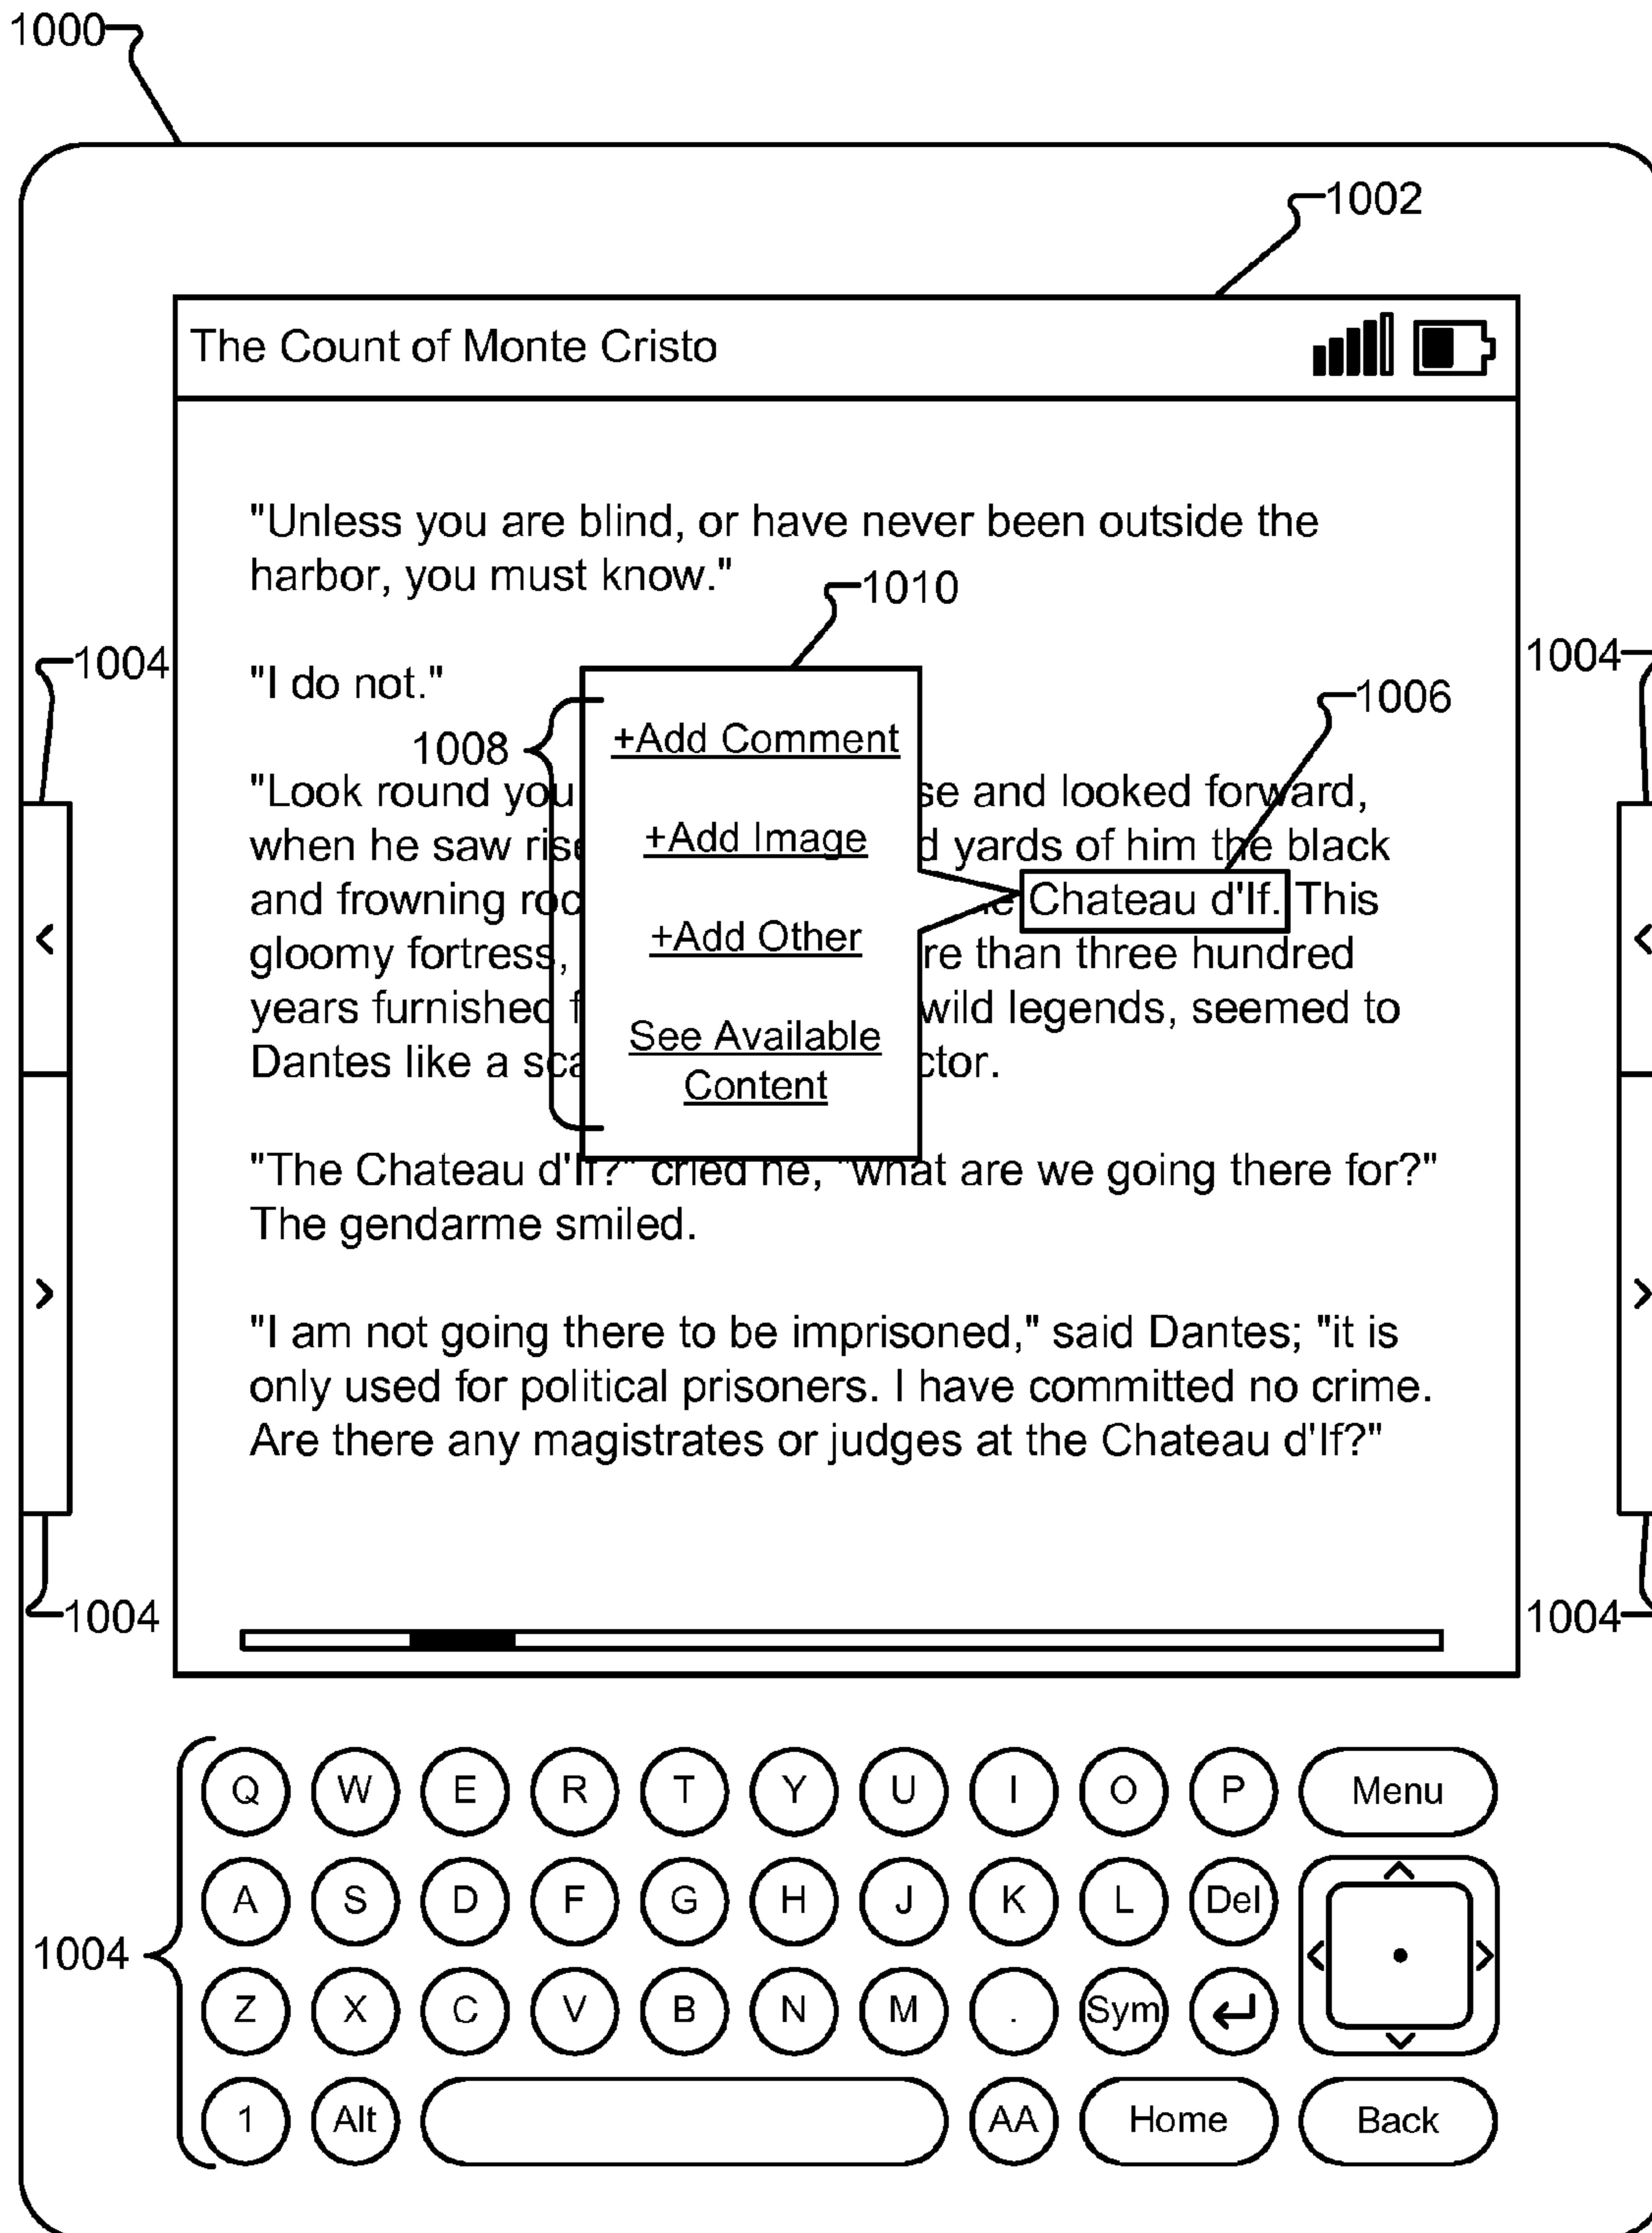 1000
1002
The Count of Monte Cristo
"Unless you are blind, or have never been outside the
harbor, you must know."
1010
1004
1004
"I do not."
1006
1008
+Add Comment
"Look round you se and looked forward,
+Add Image
when he saw rise d yards of him the black
and frowning roc Chateau d'If. This
+Add Other
gloomy fortress, re than three hundred
years furnished f wild legends, seemed to
See Available
Dantes like a sca ctor.
Content
"The Chateau d'If?" cried he, "what are we going there for?"
The gendarme smiled.
"I am not going there to be imprisoned," said Dantes; "it is
only used for political prisoners. I have committed no crime.
Are there any magistrates or judges at the Chateau d'If?"
1004
1004
Q W E R T Y U I O P Menu
A S D F G H J K L Del
1004
Z X C V B N M . Sym
1 Alt AA Home Back